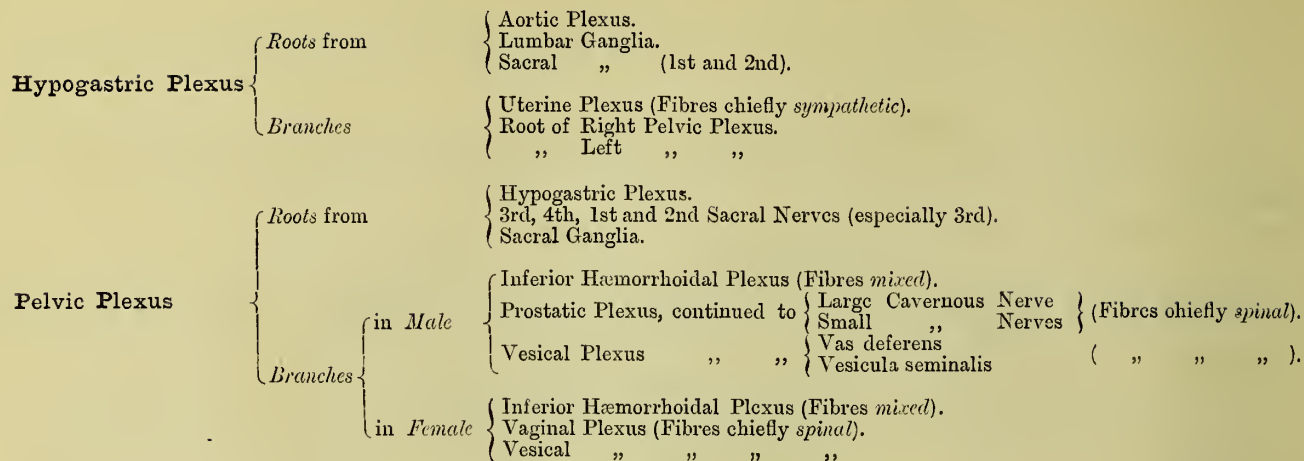 Aortic Plexus.
Roots from Lumbar Ganglia.
Sacral „ (1st and 2nd).
Hypogastric Plexus
Uterine Plexus (Fibres chiefly sympathetic).
Branches Root of Right Pelvic Plexus.
„ Left „ „
Hypogastric Plexus.
Roots from 3rd, 4th, 1st and 2nd Sacral Nerves (especially 3rd).
Sacral Ganglia.
Pelvic Plexus
Inferior Hæmorrhoidal Plexus (Fibres mixed).
in Male Prostatic Plexus, continued to Large Cavernous Nerve
Small „ Nerves (Fibres chiefly spinal).
Vesical Plexus „ „ Vas deferens
Vesicula seminalis ( „ „ „ ).
Branches
Inferior Hæmorrhoidal Plexus (Fibres mixed).
in Female Vaginal Plexus (Fibres chiefly spinal).
Vesical „ „ „ „